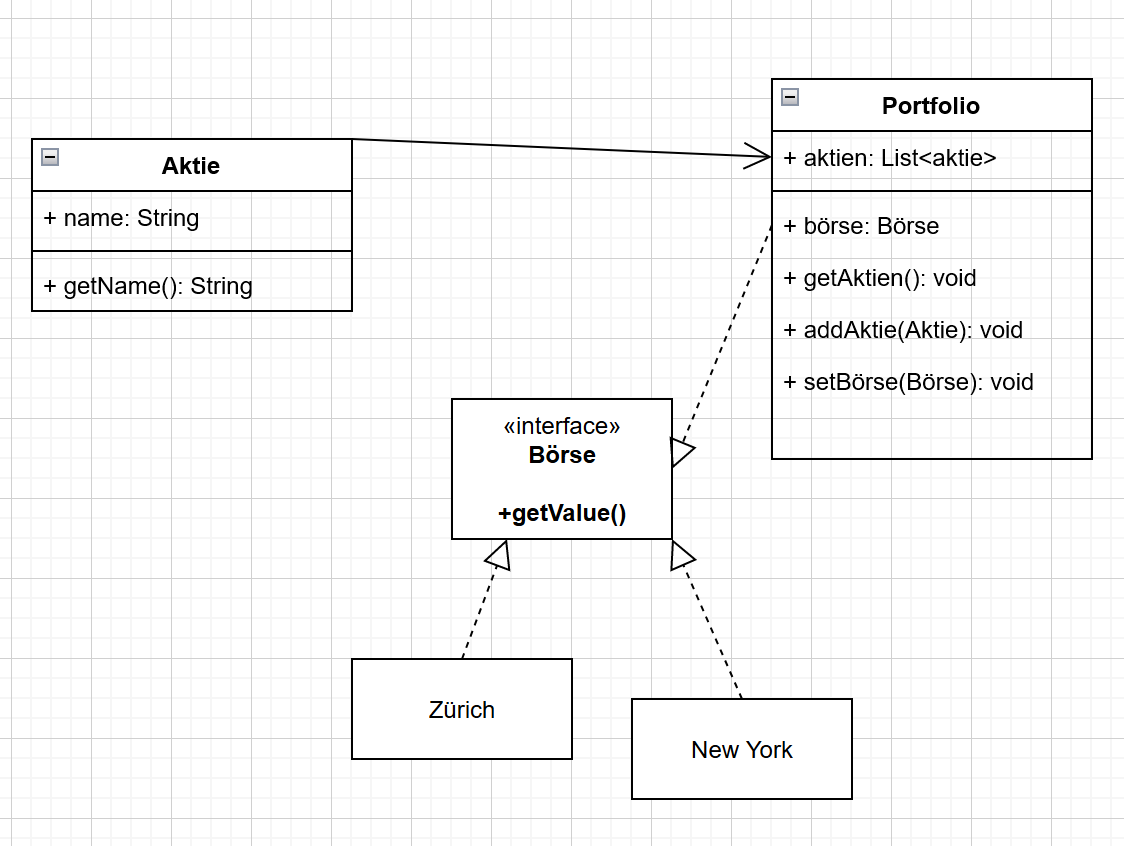 Aktie
+ name: String
+ getName(): String
Portfolio
+ aktien: List<aktie>
+ börse: Börse
+ getAktien(): void
+ addAktie(Aktie): void
+ setBörse(Börse): void
«interface»
Börse
+getValue()
Zürich
New York